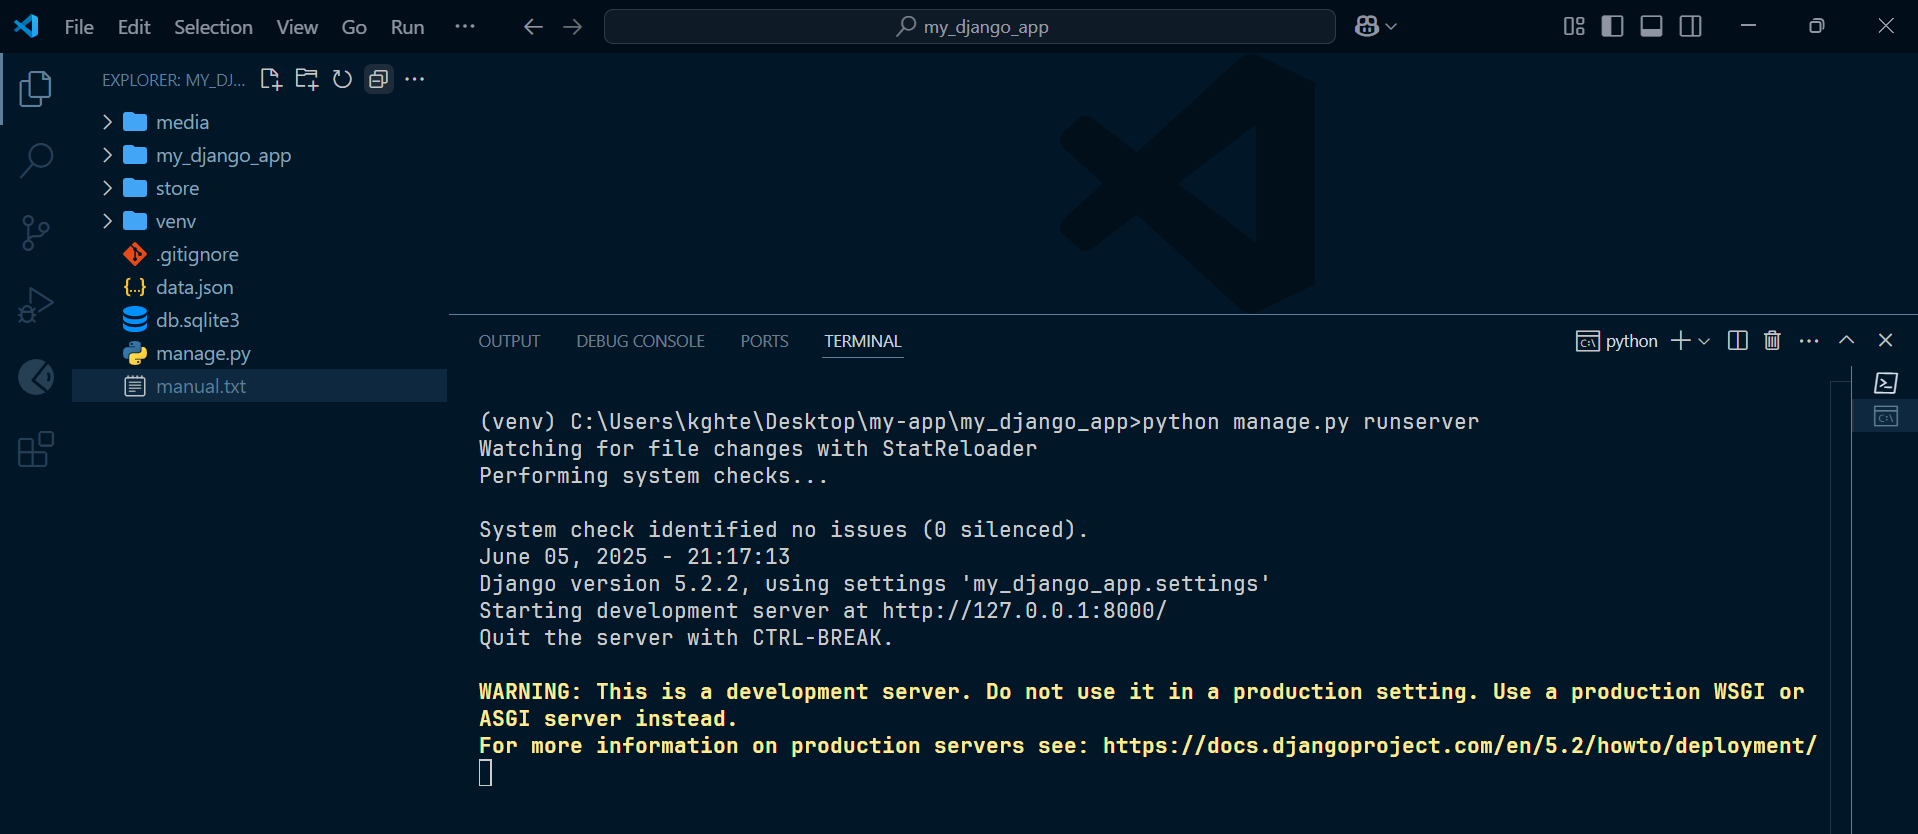 File Edit Selection View Go Run ··· my_django_app
EXPLORER: MY_DJ...
media
my_django_app
store
venv
.gitignore
data.json
db.sqlite3
manage.py
manual.txt
OUTPUT DEBUG CONSOLE PORTS TERMINAL python
(venv) C:\Users\kghte\Desktop\my-app\my_django_app>python manage.py runserver
Watching for file changes with StatReloader
Performing system checks...
System check identified no issues (0 silenced).
June 05, 2025 - 21:17:13
Django version 5.2.2, using settings 'my_django_app.settings'
Starting development server at http://127.0.0.1:8000/
Quit the server with CTRL-BREAK.
WARNING: This is a development server. Do not use it in a production setting. Use a production WSGI or
ASGI server instead.
For more information on production servers see: https://docs.djangoproject.com/en/5.2/howto/deployment/